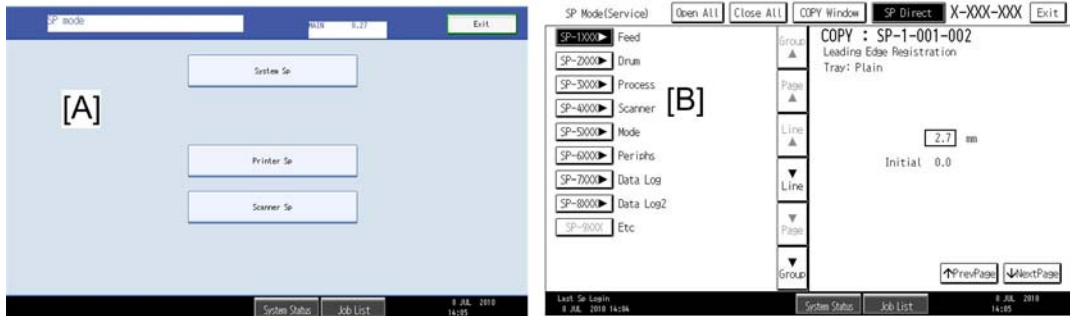 SP mode
MAIN 0.27
Exit
System Sp
[A]
Printer Sp
Scanner Sp
System Status
Job List
8 JUL 2010
14:05
SP Mode(Service)
Open All
Close All
COPY Window
SP Direct
X-XXX-XXX
Exit
SP-1XXX▶ Feed
SP-2XXX▶ Drum
SP-3XXX▶ Process
SP-4XXX▶ Scanner
SP-5XXX▶ Mode
SP-6XXX▶ Periphs
SP-7XXX▶ Data Log
SP-8XXX▶ Data Log2
SP-9XXX Etc
[B]
Group
▲
Page
▲
Line
▲
▼
Line
▼
Page
▼
Group
COPY : SP-1-001-002
Leading Edge Registration
Tray: Plain
2.7 mm
Initial 0.0
↑PrevPage
↓NextPage
Last Sp Login
8 JUL 2010 14:04
System Status
Job List
8 JUL 2010
14:05